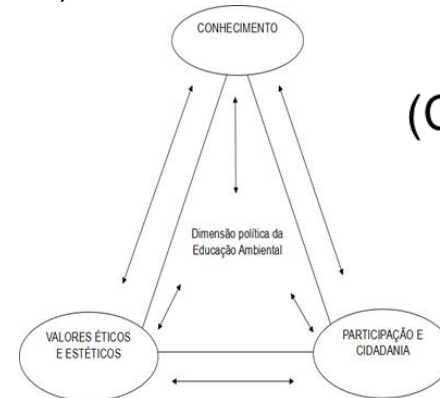 CONHECIMENTO
(C
Dimensão política da
Educação Ambiental
VALORES ÉTICOS
E ESTÉTICOS
PARTICIPAÇÃO E
CIDADANIA